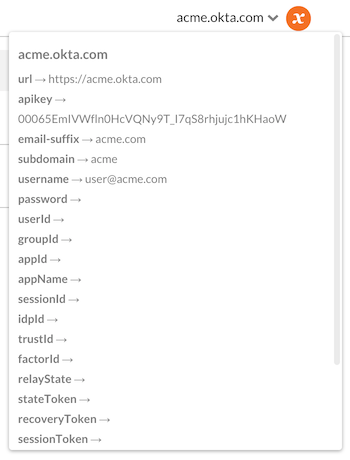 acme.okta.com
acme.okta.com
url → https://acme.okta.com
apikey →
00065EmIVWfln0HcVQNy9T_I7qS8rhjujc1hKHaoW
email-suffix → acme.com
subdomain → acme
username → user@acme.com
password →
userId →
groupId →
appId →
appName →
sessionId →
idpId →
trustId →
factorId →
relayState →
stateToken →
recoveryToken →
sessionToken →